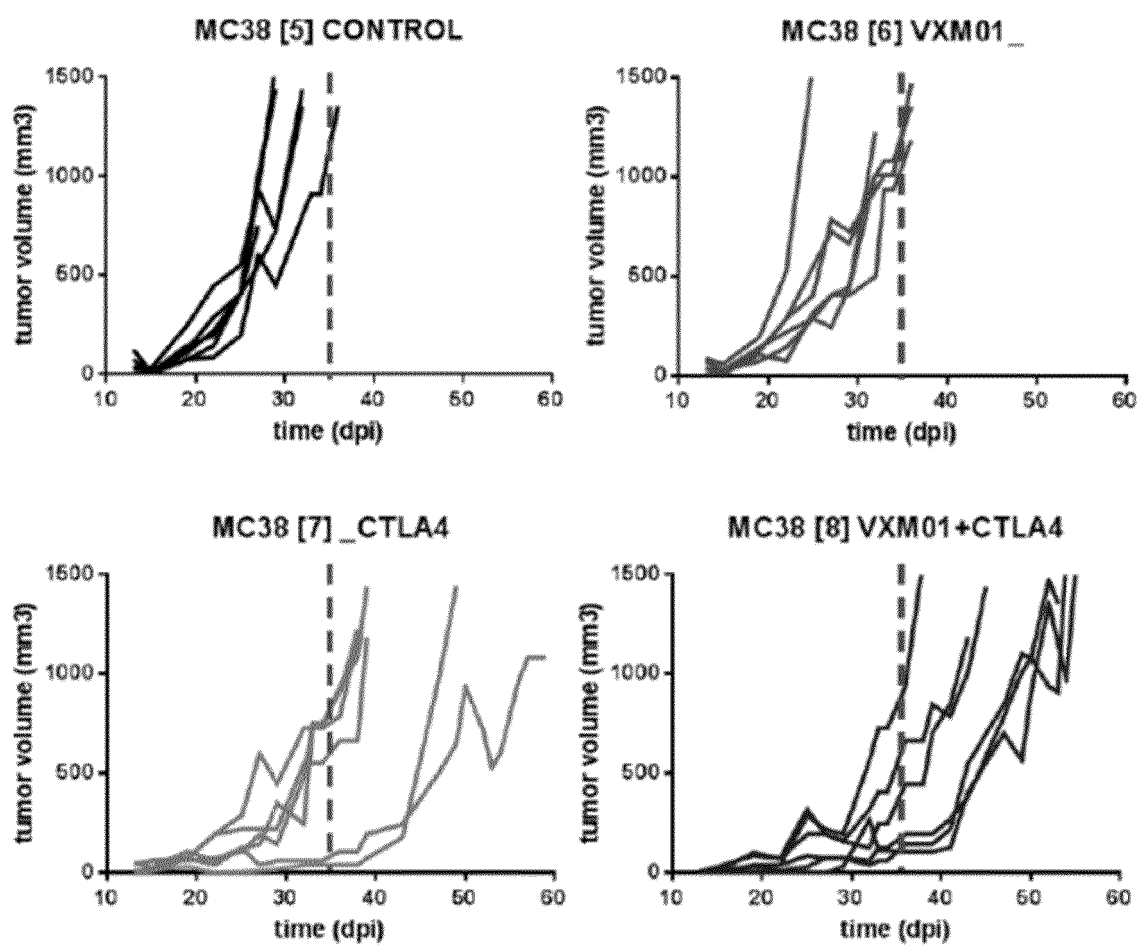 MC38 [5] CONTROL
tumor volume (mm3)
1500
1000
500
0
10 20 30 40 50 60
time (dpi)
MC38 [6] VXM01_
tumor volume (mm3)
1500
1000
500
0
10 20 30 40 50 60
time (dpi)
MC38 [7] _CTLA4
tumor volume (mm3)
1500
1000
500
0
10 20 30 40 50 60
time (dpi)
MC38 [8] VXM01+CTLA4
tumor volume (mm3)
1500
1000
500
0
10 20 30 40 50 60
time (dpi)